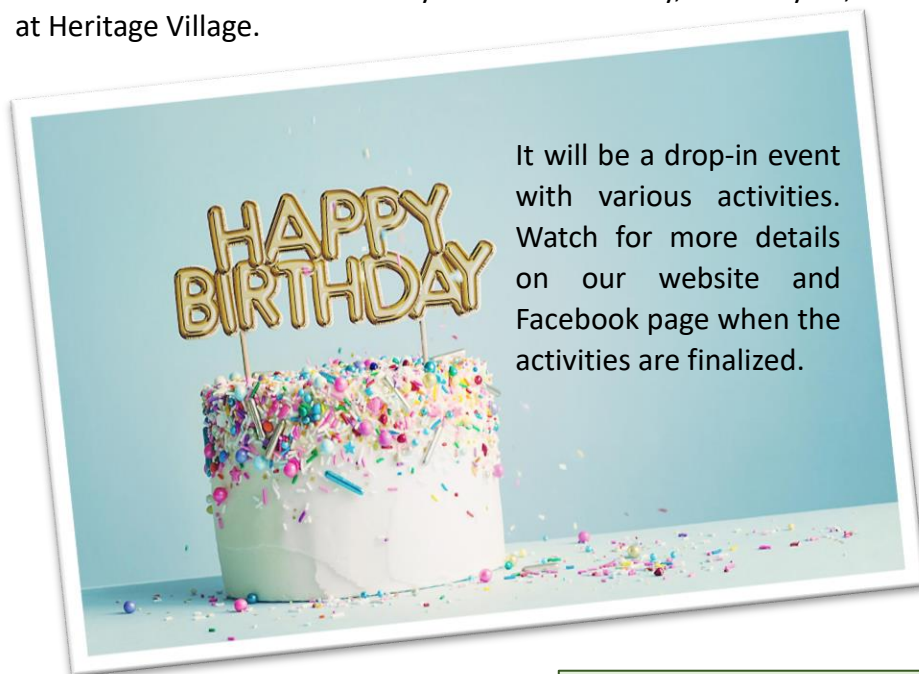 at Heritage Village.
It will be a drop-in event
with various activities.
Watch for more details
on our website and
Facebook page when the
activities are finalized.
HAPPY
BIRTHDAY